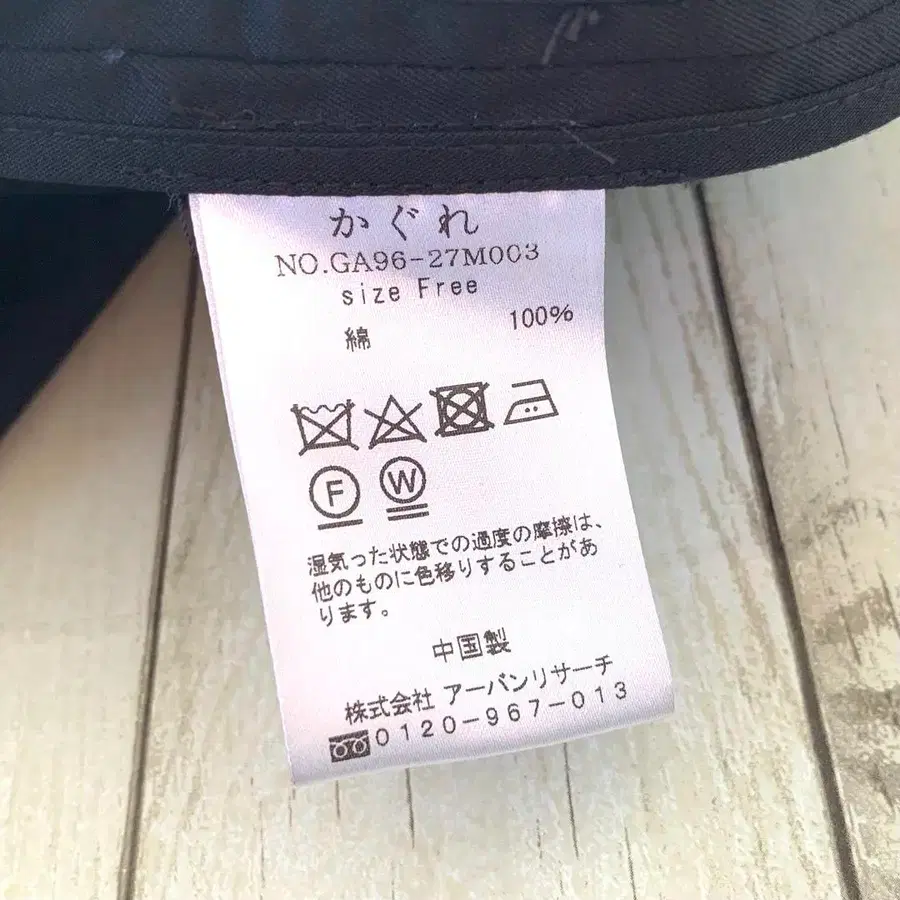 かぐれ
NO.GA96-27M003
size Free
綿 100%
F W
湿気った状態での過度の摩擦は、
他のものに色移りすることがあ
ります。
中国製
株式会社 アーバンリサーチ
0120-967-013